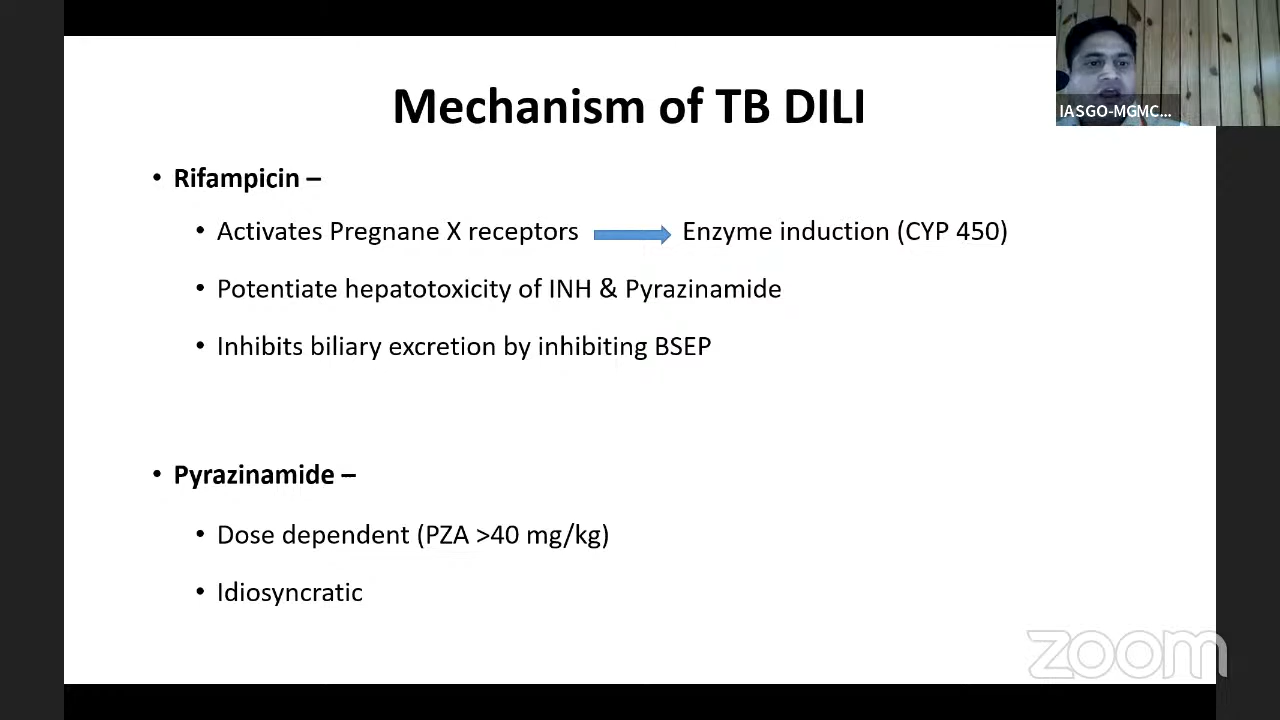 Mechanism of TB DILI
IASGO-MGMC...
• Rifampicin –
• Activates Pregnane X receptors Enzyme induction (CYP 450)
• Potentiate hepatotoxicity of INH & Pyrazinamide
• Inhibits biliary excretion by inhibiting BSEP
• Pyrazinamide –
• Dose dependent (PZA >40 mg/kg)
• Idiosyncratic
zoom